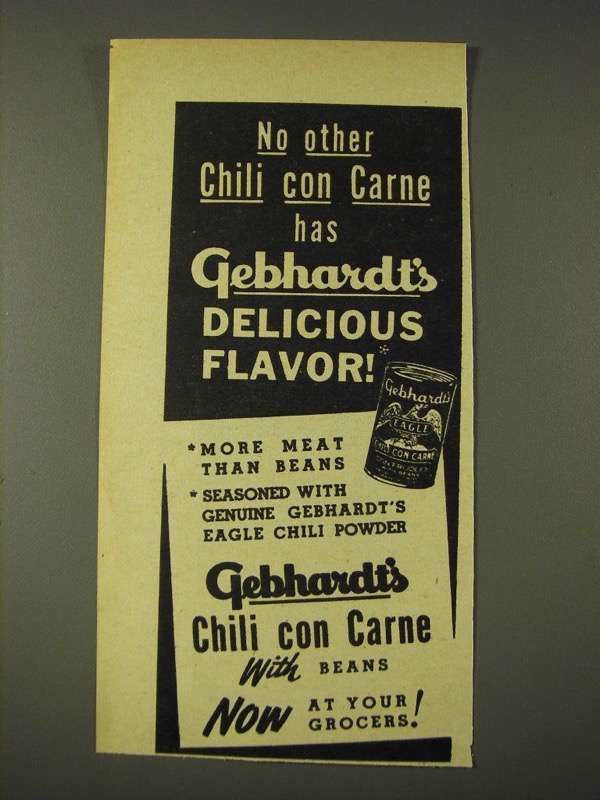 No other
Chili con Carne
has
Gebhardt's
DELICIOUS
FLAVOR!*
Gebhardt's
EAGLE
CHILI CON CARNE
*MORE MEAT
THAN BEANS
*SEASONED WITH
GENUINE GEBHARDT'S
EAGLE CHILI POWDER
Gebhardt's
Chili con Carne
With BEANS
Now AT YOUR
GROCERS!